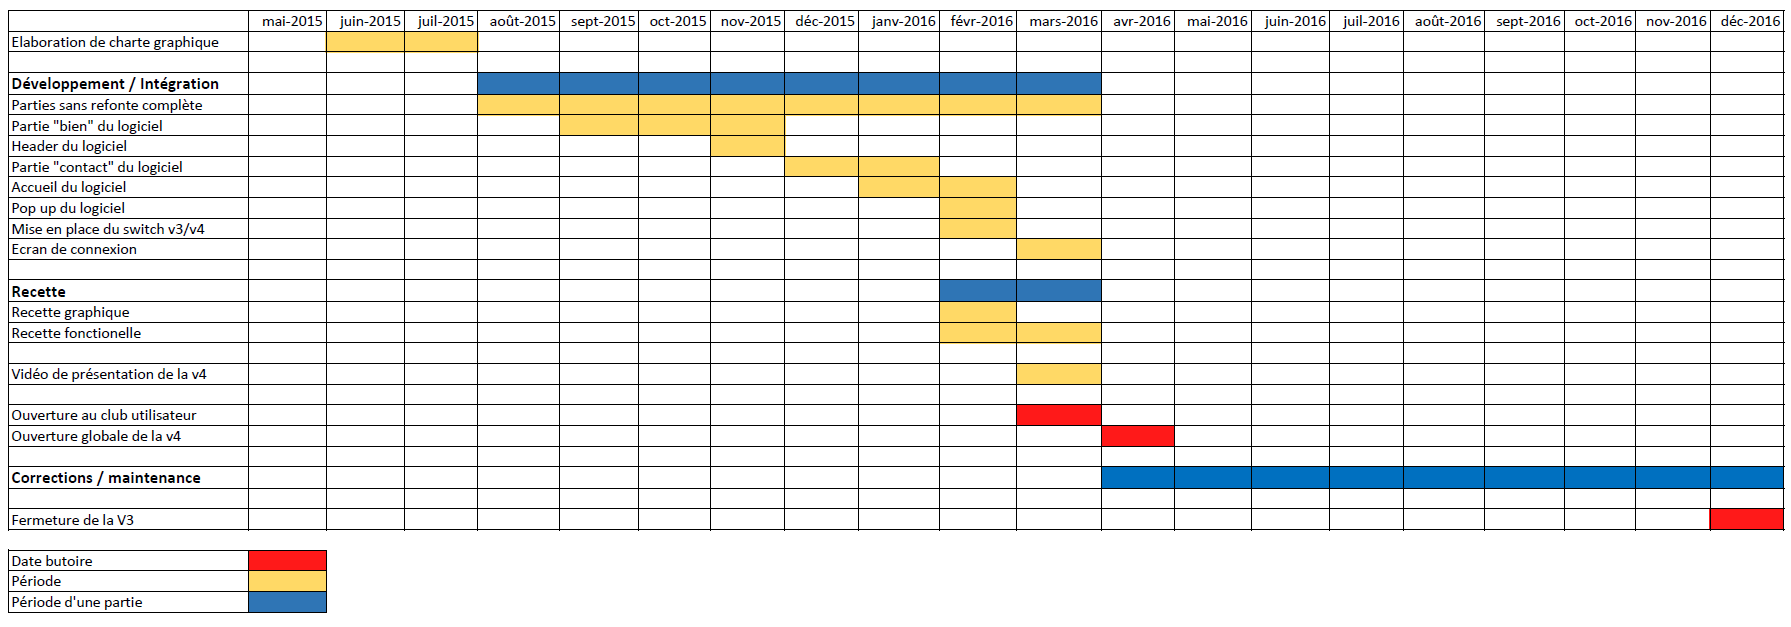 mai-2015 juin-2015 juil-2015 août-2015 sept-2015 oct-2015 nov-2015 déc-2015 janv-2016 févr-2016 mars-2016 avr-2016 mai-2016 juin-2016 juil-2016 août-2016 sept-2016 oct-2016 nov-2016 déc-2016
Elaboration de charte graphique
Développement / Intégration
Parties sans refonte complète
Partie "bien" du logiciel
Header du logiciel
Partie "contact" du logiciel
Accueil du logiciel
Pop up du logiciel
Mise en place du switch v3/v4
Ecran de connexion
Recette
Recette graphique
Recette fonctionelle
Vidéo de présentation de la v4
Ouverture au club utilisateur
Ouverture globale de la v4
Corrections / maintenance
Fermeture de la V3
Date butoire
Période
Période d'une partie